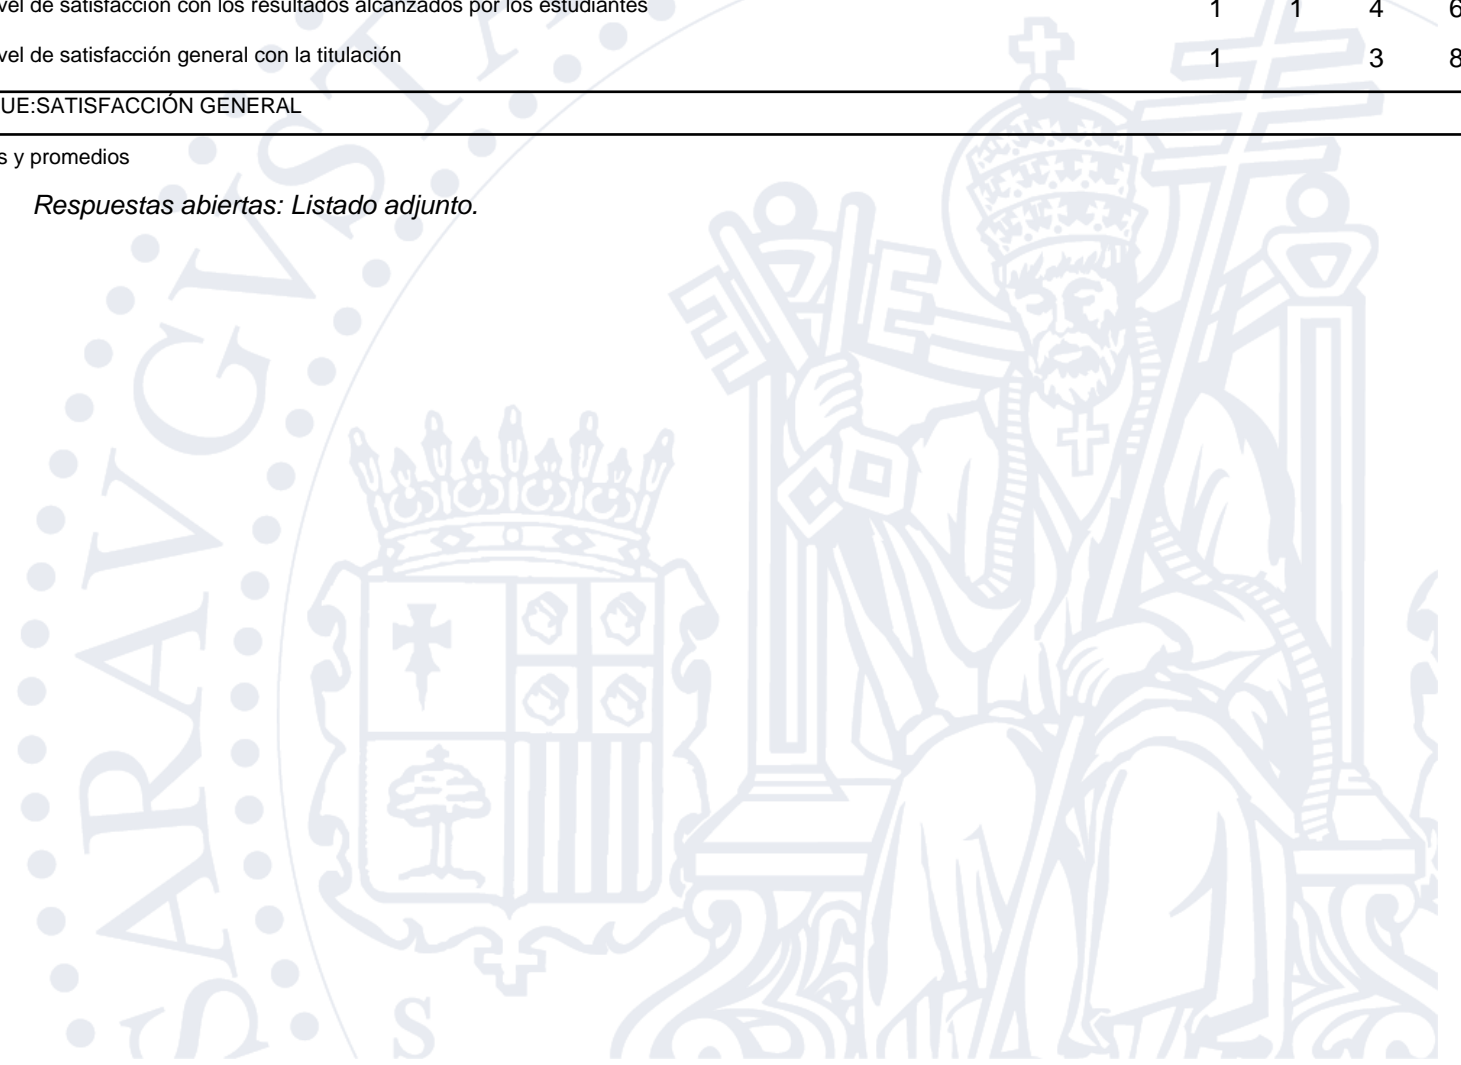 vel de satisfacción con los resultados alcanzados por los estudiantes 1 1 4 6
vel de satisfacción general con la titulación 1 3 8
UE:SATISFACCIÓN GENERAL
s y promedios
Respuestas abiertas: Listado adjunto.
SARAVGVSTA
S